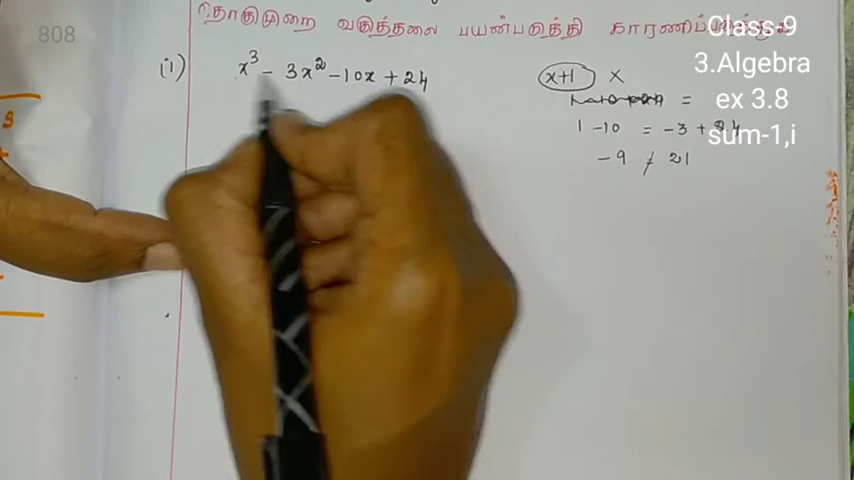 808
தொகுமுறை வகுத்தலை பயன்படுத்தி காரணிப்படுத்துக
Class-9
3.Algebra
ex 3.8
sum-1,i
(i) x³ - 3x² - 10x + 24
x+1 ×
=
1 - 10 = -3 + 24
-9 ≠ 21